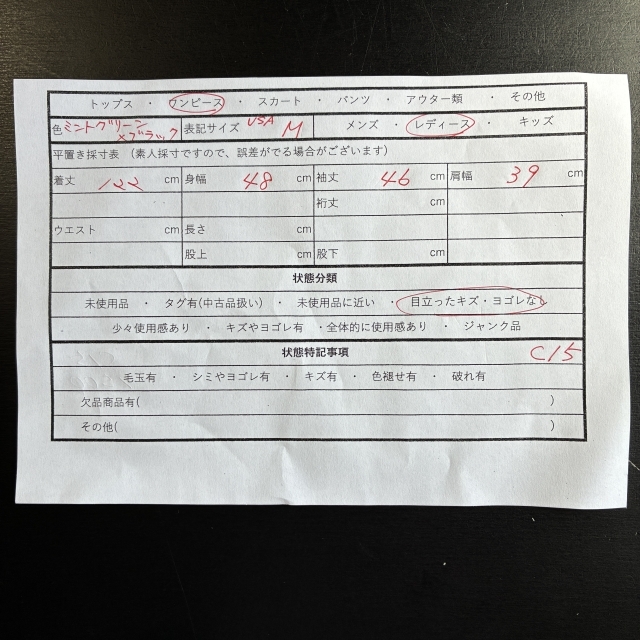 トップス ・ ワンピース ・ スカート ・ パンツ ・ アウター類 ・ その他
色 ミントグリーン×ブラック 表記サイズ USA M メンズ ・ レディース ・ キッズ
平置き採寸表 （素人採寸ですので、誤差がでる場合がございます）
着丈 122 cm 身幅 48 cm 袖丈 46 cm 肩幅 39 cm
裄丈 cm
ウエスト cm 長さ cm
股上 cm 股下 cm
状態分類
未使用品 ・ タグ有(中古品扱い) ・ 未使用品に近い ・ 目立ったキズ・ヨゴレなし
少々使用感あり ・ キズやヨゴレ有 ・全体的に使用感あり ・ ジャンク品
状態特記事項 C15
毛玉有 ・ シミやヨゴレ有 ・ キズ有 ・ 色褪せ有 ・ 破れ有
欠品商品有( )
その他( )